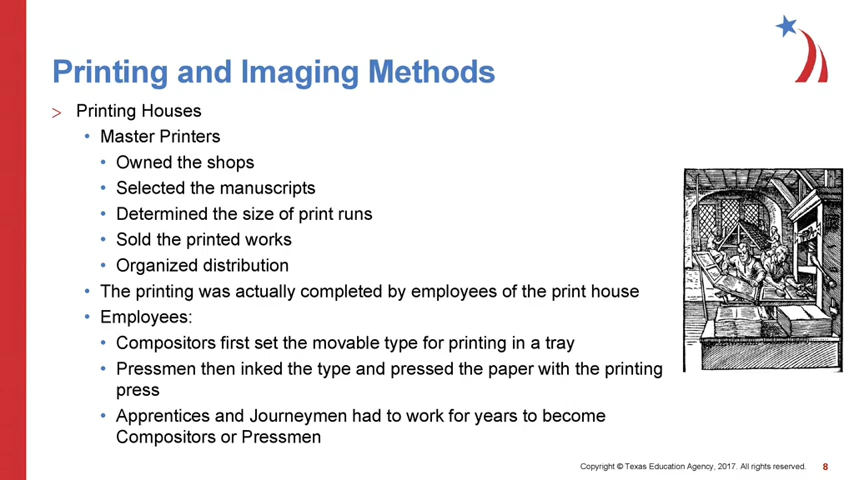 Printing and Imaging Methods
> Printing Houses
• Master Printers
• Owned the shops
• Selected the manuscripts
• Determined the size of print runs
• Sold the printed works
• Organized distribution
• The printing was actually completed by employees of the print house
• Employees:
• Compositors first set the movable type for printing in a tray
• Pressmen then inked the type and pressed the paper with the printing
press
• Apprentices and Journeymen had to work for years to become
Compositors or Pressmen
Copyright © Texas Education Agency, 2017. All rights reserved. 8